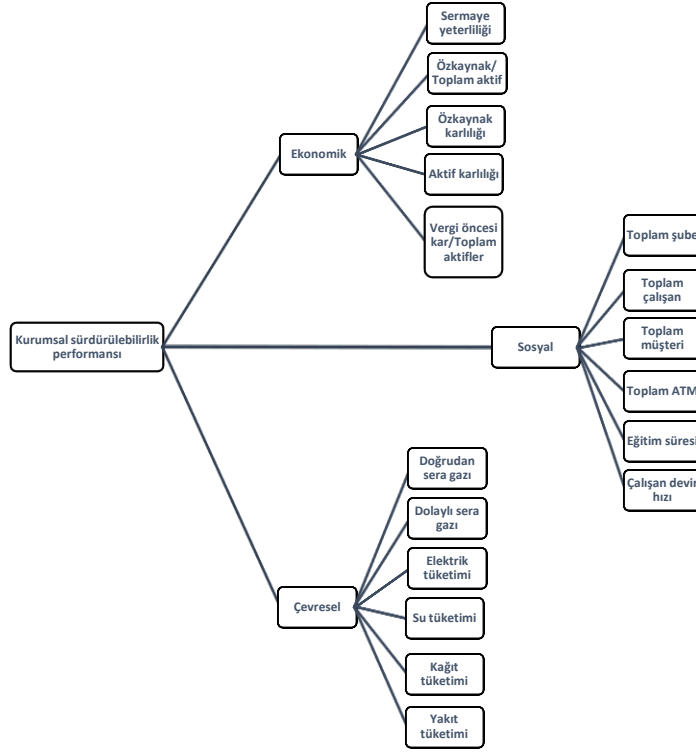 Sermaye
yeterliliği
Özkaynak/
Toplam aktif
Özkaynak
karlılığı
Ekonomik
Aktif karlılığı
Vergi öncesi
kar/Toplam
aktifler
Toplam şube
Toplam
çalışan
Kurumsal sürdürülebilirlik
performansı
Sosyal
Toplam
müşteri
Toplam ATM
Eğitim süresi
Çalışan devir
hızı
Doğrudan
sera gazı
Dolaylı sera
gazı
Elektrik
tüketimi
Çevresel
Su tüketimi
Kağıt
tüketimi
Yakıt
tüketimi